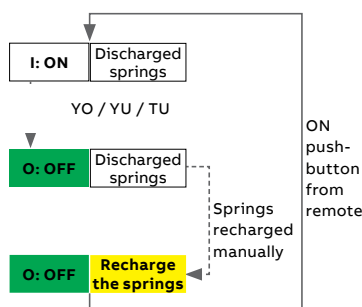 I: ON
Discharged
springs
YO / YU / TU
O: OFF
Discharged
springs
ON
push-
button
from
remote
Springs
recharged
manually
O: OFF
Recharge
the springs